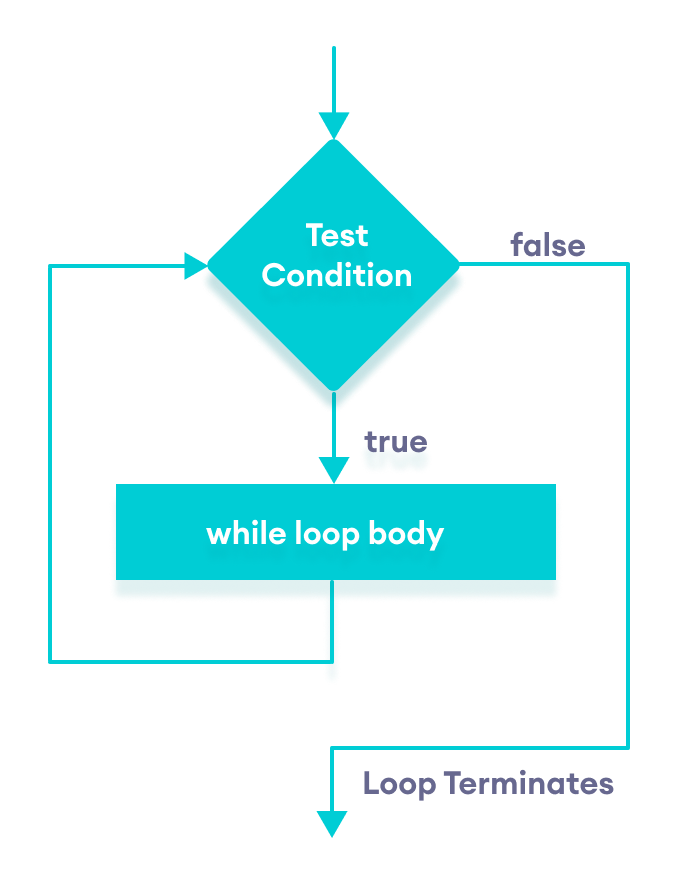 Test
Condition
false
true
while loop body
Loop Terminates